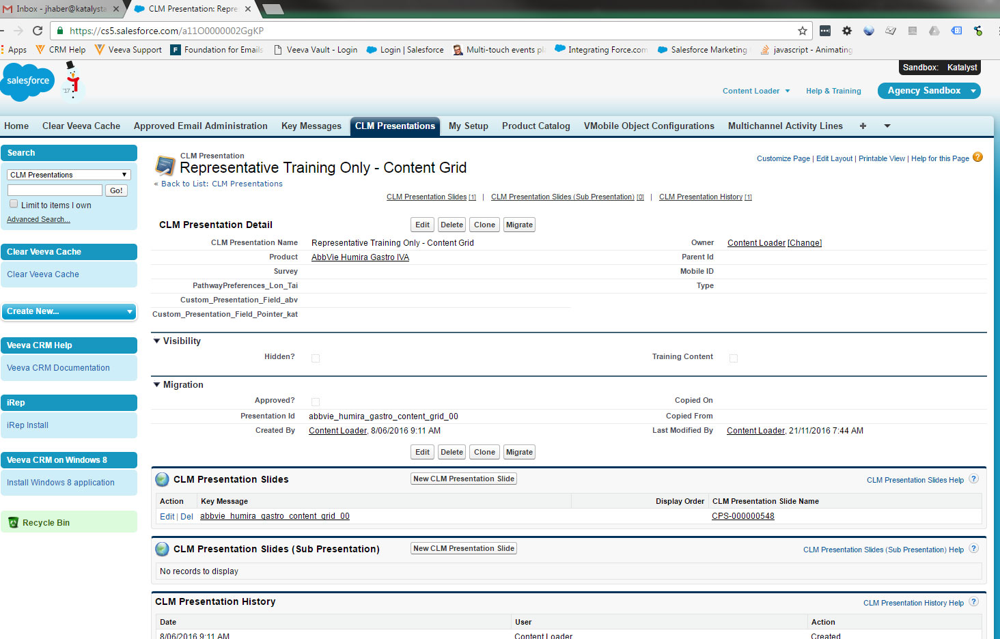 Inbox - jhaber@katalysta
CLM Presentation: Repre
https://cs5.salesforce.com/a11O0000002GgKP
Apps CRM Help Veeva Support Foundation for Emails Veeva Vault - Login Login | Salesforce Multi-touch events pl Integrating Force.com Salesforce Marketing javascript - Animating
salesforce
'17
Sandbox: Katalyst
Content Loader Help & Training Agency Sandbox
Home Clear Veeva Cache Approved Email Administration Key Messages CLM Presentations My Setup Product Catalog VMobile Object Configurations Multichannel Activity Lines +
Search
CLM Presentations
Go!
Limit to items I own
Advanced Search...
Clear Veeva Cache
Clear Veeva Cache
Create New...
Veeva CRM Help
Veeva CRM Documentation
iRep
iRep Install
Veeva CRM on Windows 8
Install Windows 8 application
Recycle Bin
CLM Presentation
Representative Training Only - Content Grid
Customize Page | Edit Layout | Printable View | Help for this Page ?
« Back to List: CLM Presentations
CLM Presentation Slides [1] | CLM Presentation Slides (Sub Presentation) [0] | CLM Presentation History [1]
CLM Presentation Detail Edit Delete Clone Migrate
CLM Presentation Name Representative Training Only - Content Grid Owner Content Loader [Change]
Product AbbVie Humira Gastro IVA Parent Id
Survey Mobile ID
PathwayPreferences_Lon_Tai Type
Custom_Presentation_Field_abv
Custom_Presentation_Field_Pointer_kat
Visibility
Hidden? Training Content
Migration
Approved? Copied On
Presentation Id abbvie_humira_gastro_content_grid_00 Copied From
Created By Content Loader, 8/06/2016 9:11 AM Last Modified By Content Loader, 21/11/2016 7:44 AM
Edit Delete Clone Migrate
CLM Presentation Slides New CLM Presentation Slide CLM Presentation Slides Help ?
Action Key Message Display Order CLM Presentation Slide Name
Edit | Del abbvie_humira_gastro_content_grid_00 CPS-000000548
CLM Presentation Slides (Sub Presentation) New CLM Presentation Slide CLM Presentation Slides (Sub Presentation) Help ?
No records to display
CLM Presentation History CLM Presentation History Help ?
Date User Action
8/06/2016 9:11 AM Content Loader Created